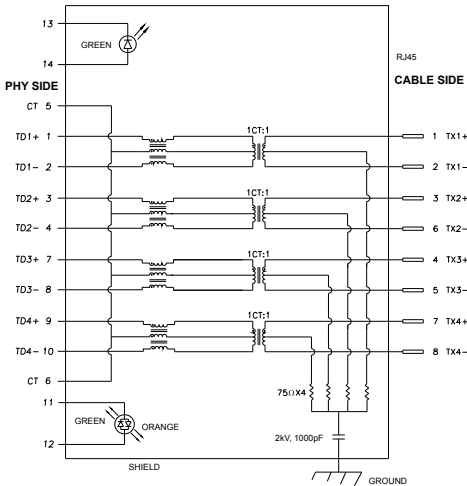 13
GREEN
14
RJ45
PHY SIDE
CABLE SIDE
CT 5
1CT:1
TD1+ 1
1 TX1+
TD1- 2
2 TX1-
1CT:1
TD2+ 3
3 TX2+
TD2- 4
6 TX2-
1CT:1
TD3+ 7
4 TX3+
TD3- 8
5 TX3-
1CT:1
TD4+ 9
7 TX4+
TD4- 10
8 TX4-
CT 6
75ΩX4
11
GREEN
ORANGE
12
2kV, 1000pF
SHIELD
GROUND